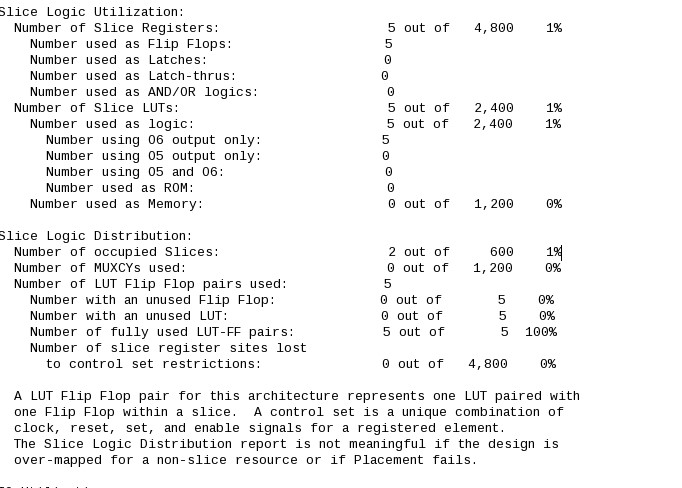 Slice Logic Utilization:
Number of Slice Registers: 5 out of 4,800 1%
Number used as Flip Flops: 5
Number used as Latches: 0
Number used as Latch-thrus: 0
Number used as AND/OR logics: 0
Number of Slice LUTs: 5 out of 2,400 1%
Number used as logic: 5 out of 2,400 1%
Number using O6 output only: 5
Number using O5 output only: 0
Number using O5 and O6: 0
Number used as ROM: 0
Number used as Memory: 0 out of 1,200 0%
Slice Logic Distribution:
Number of occupied Slices: 2 out of 600 1%
Number of MUXCYs used: 0 out of 1,200 0%
Number of LUT Flip Flop pairs used: 5
Number with an unused Flip Flop: 0 out of 5 0%
Number with an unused LUT: 0 out of 5 0%
Number of fully used LUT-FF pairs: 5 out of 5 100%
Number of slice register sites lost
to control set restrictions: 0 out of 4,800 0%
A LUT Flip Flop pair for this architecture represents one LUT paired with
one Flip Flop within a slice. A control set is a unique combination of
clock, reset, set, and enable signals for a registered element.
The Slice Logic Distribution report is not meaningful if the design is
over-mapped for a non-slice resource or if Placement fails.